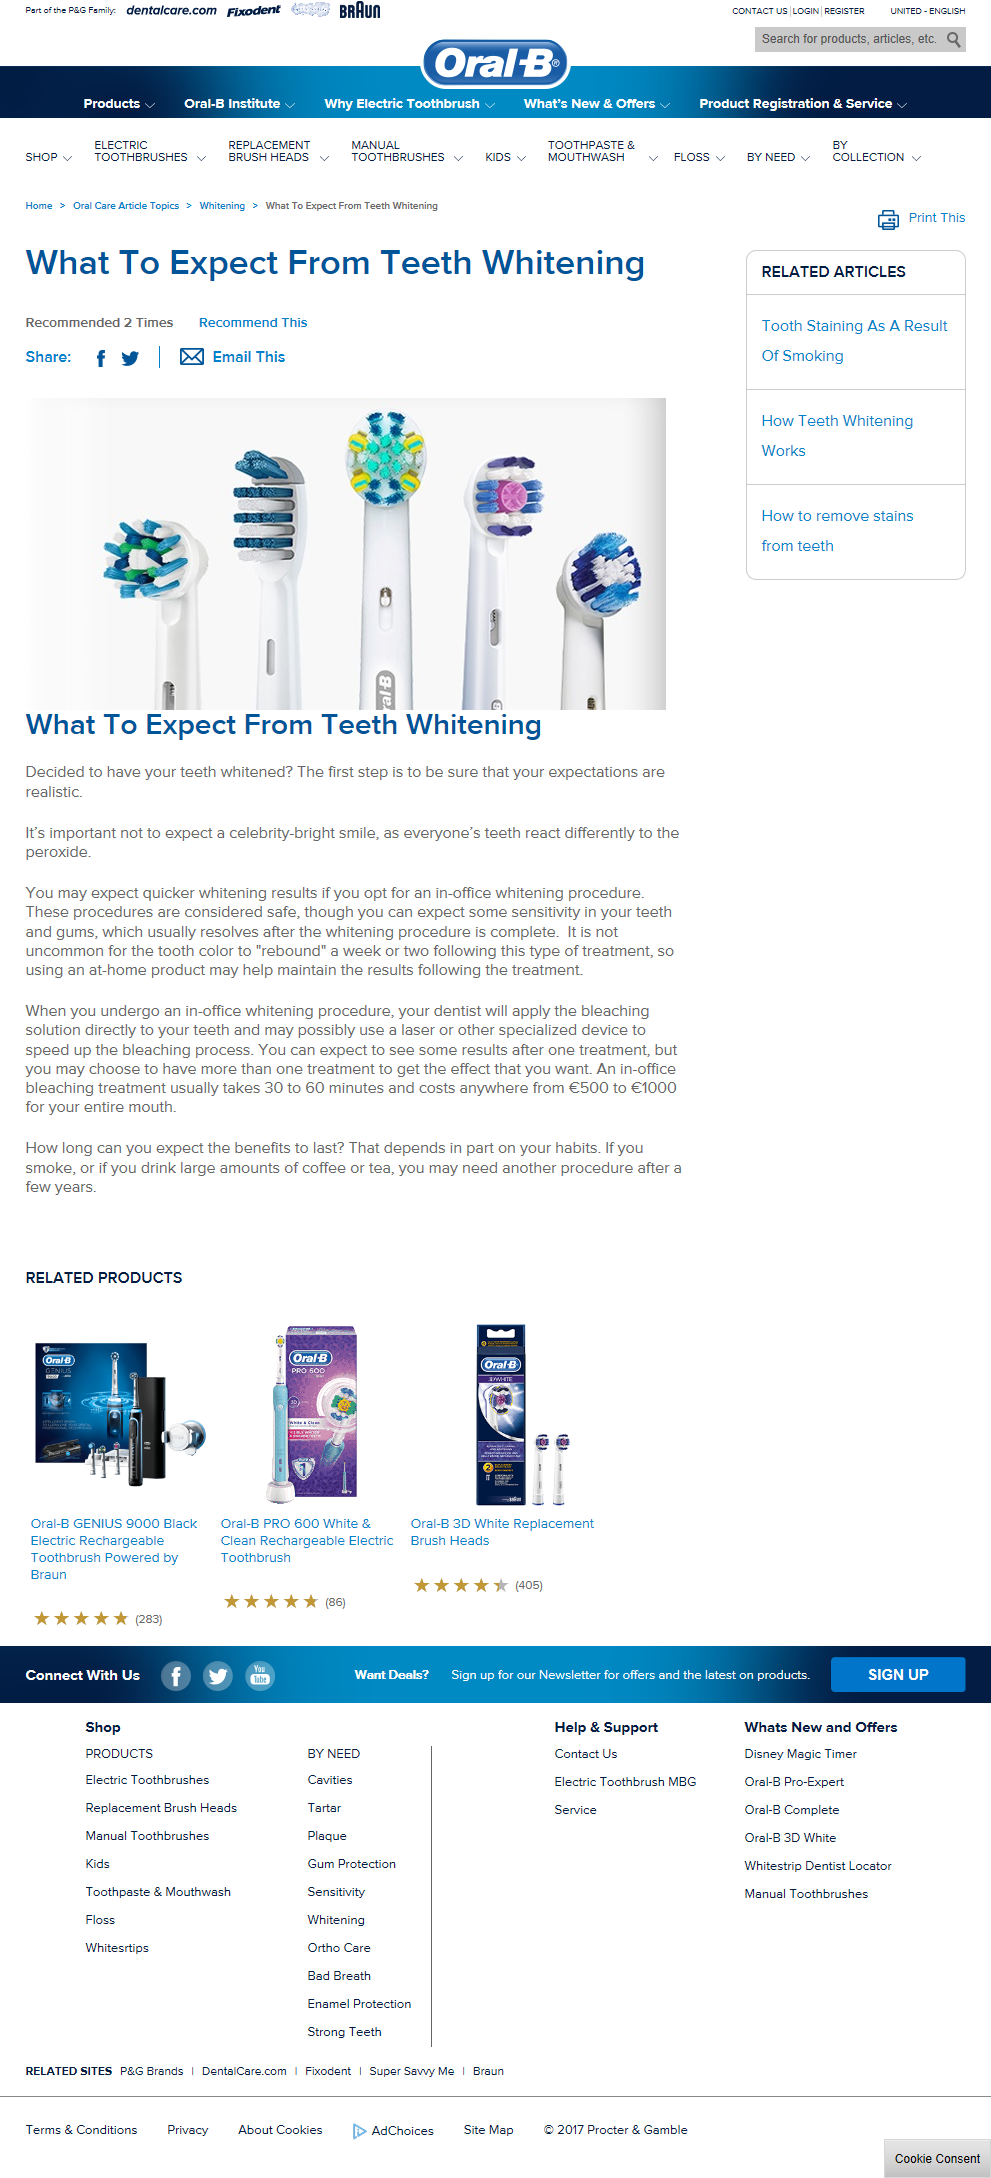 Part of the P&G Family: dentalcare.com Fixodent BRAUN
CONTACT US | LOGIN | REGISTER UNITED - ENGLISH
Search for products, articles, etc.
Oral-B®
Products Oral-B Institute Why Electric Toothbrush What's New & Offers Product Registration & Service
SHOP ELECTRIC TOOTHBRUSHES REPLACEMENT BRUSH HEADS MANUAL TOOTHBRUSHES KIDS TOOTHPASTE & MOUTHWASH FLOSS BY NEED BY COLLECTION
Home > Oral Care Article Topics > Whitening > What To Expect From Teeth Whitening
Print This
What To Expect From Teeth Whitening
Recommended 2 Times Recommend This
Share: Email This
RELATED ARTICLES
Tooth Staining As A Result
Of Smoking
How Teeth Whitening
Works
How to remove stains
from teeth
What To Expect From Teeth Whitening
Decided to have your teeth whitened? The first step is to be sure that your expectations are
realistic.
It's important not to expect a celebrity-bright smile, as everyone's teeth react differently to the
peroxide.
You may expect quicker whitening results if you opt for an in-office whitening procedure.
These procedures are considered safe, though you can expect some sensitivity in your teeth
and gums, which usually resolves after the whitening procedure is complete. It is not
uncommon for the tooth color to "rebound" a week or two following this type of treatment, so
using an at-home product may help maintain the results following the treatment.
When you undergo an in-office whitening procedure, your dentist will apply the bleaching
solution directly to your teeth and may possibly use a laser or other specialized device to
speed up the bleaching process. You can expect to see some results after one treatment, but
you may choose to have more than one treatment to get the effect that you want. An in-office
bleaching treatment usually takes 30 to 60 minutes and costs anywhere from €500 to €1000
for your entire mouth.
How long can you expect the benefits to last? That depends in part on your habits. If you
smoke, or if you drink large amounts of coffee or tea, you may need another procedure after a
few years.
RELATED PRODUCTS
Oral-B
GENIUS
Oral-B
PRO 600
White & Clean
Oral-B
3DWHITE
Oral-B GENIUS 9000 Black
Electric Rechargeable
Toothbrush Powered by
Braun
(283)
Oral-B PRO 600 White &
Clean Rechargeable Electric
Toothbrush
(86)
Oral-B 3D White Replacement
Brush Heads
(405)
Connect With Us You Tube Want Deals? Sign up for our Newsletter for offers and the latest on products. SIGN UP
Shop
PRODUCTS
Electric Toothbrushes
Replacement Brush Heads
Manual Toothbrushes
Kids
Toothpaste & Mouthwash
Floss
Whitesrtips
BY NEED
Cavities
Tartar
Plaque
Gum Protection
Sensitivity
Whitening
Ortho Care
Bad Breath
Enamel Protection
Strong Teeth
Help & Support
Contact Us
Electric Toothbrush MBG
Service
Whats New and Offers
Disney Magic Timer
Oral-B Pro-Expert
Oral-B Complete
Oral-B 3D White
Whitestrip Dentist Locator
Manual Toothbrushes
RELATED SITES P&G Brands | DentalCare.com | Fixodent | Super Savvy Me | Braun
Terms & Conditions Privacy About Cookies AdChoices Site Map © 2017 Procter & Gamble
Cookie Consent